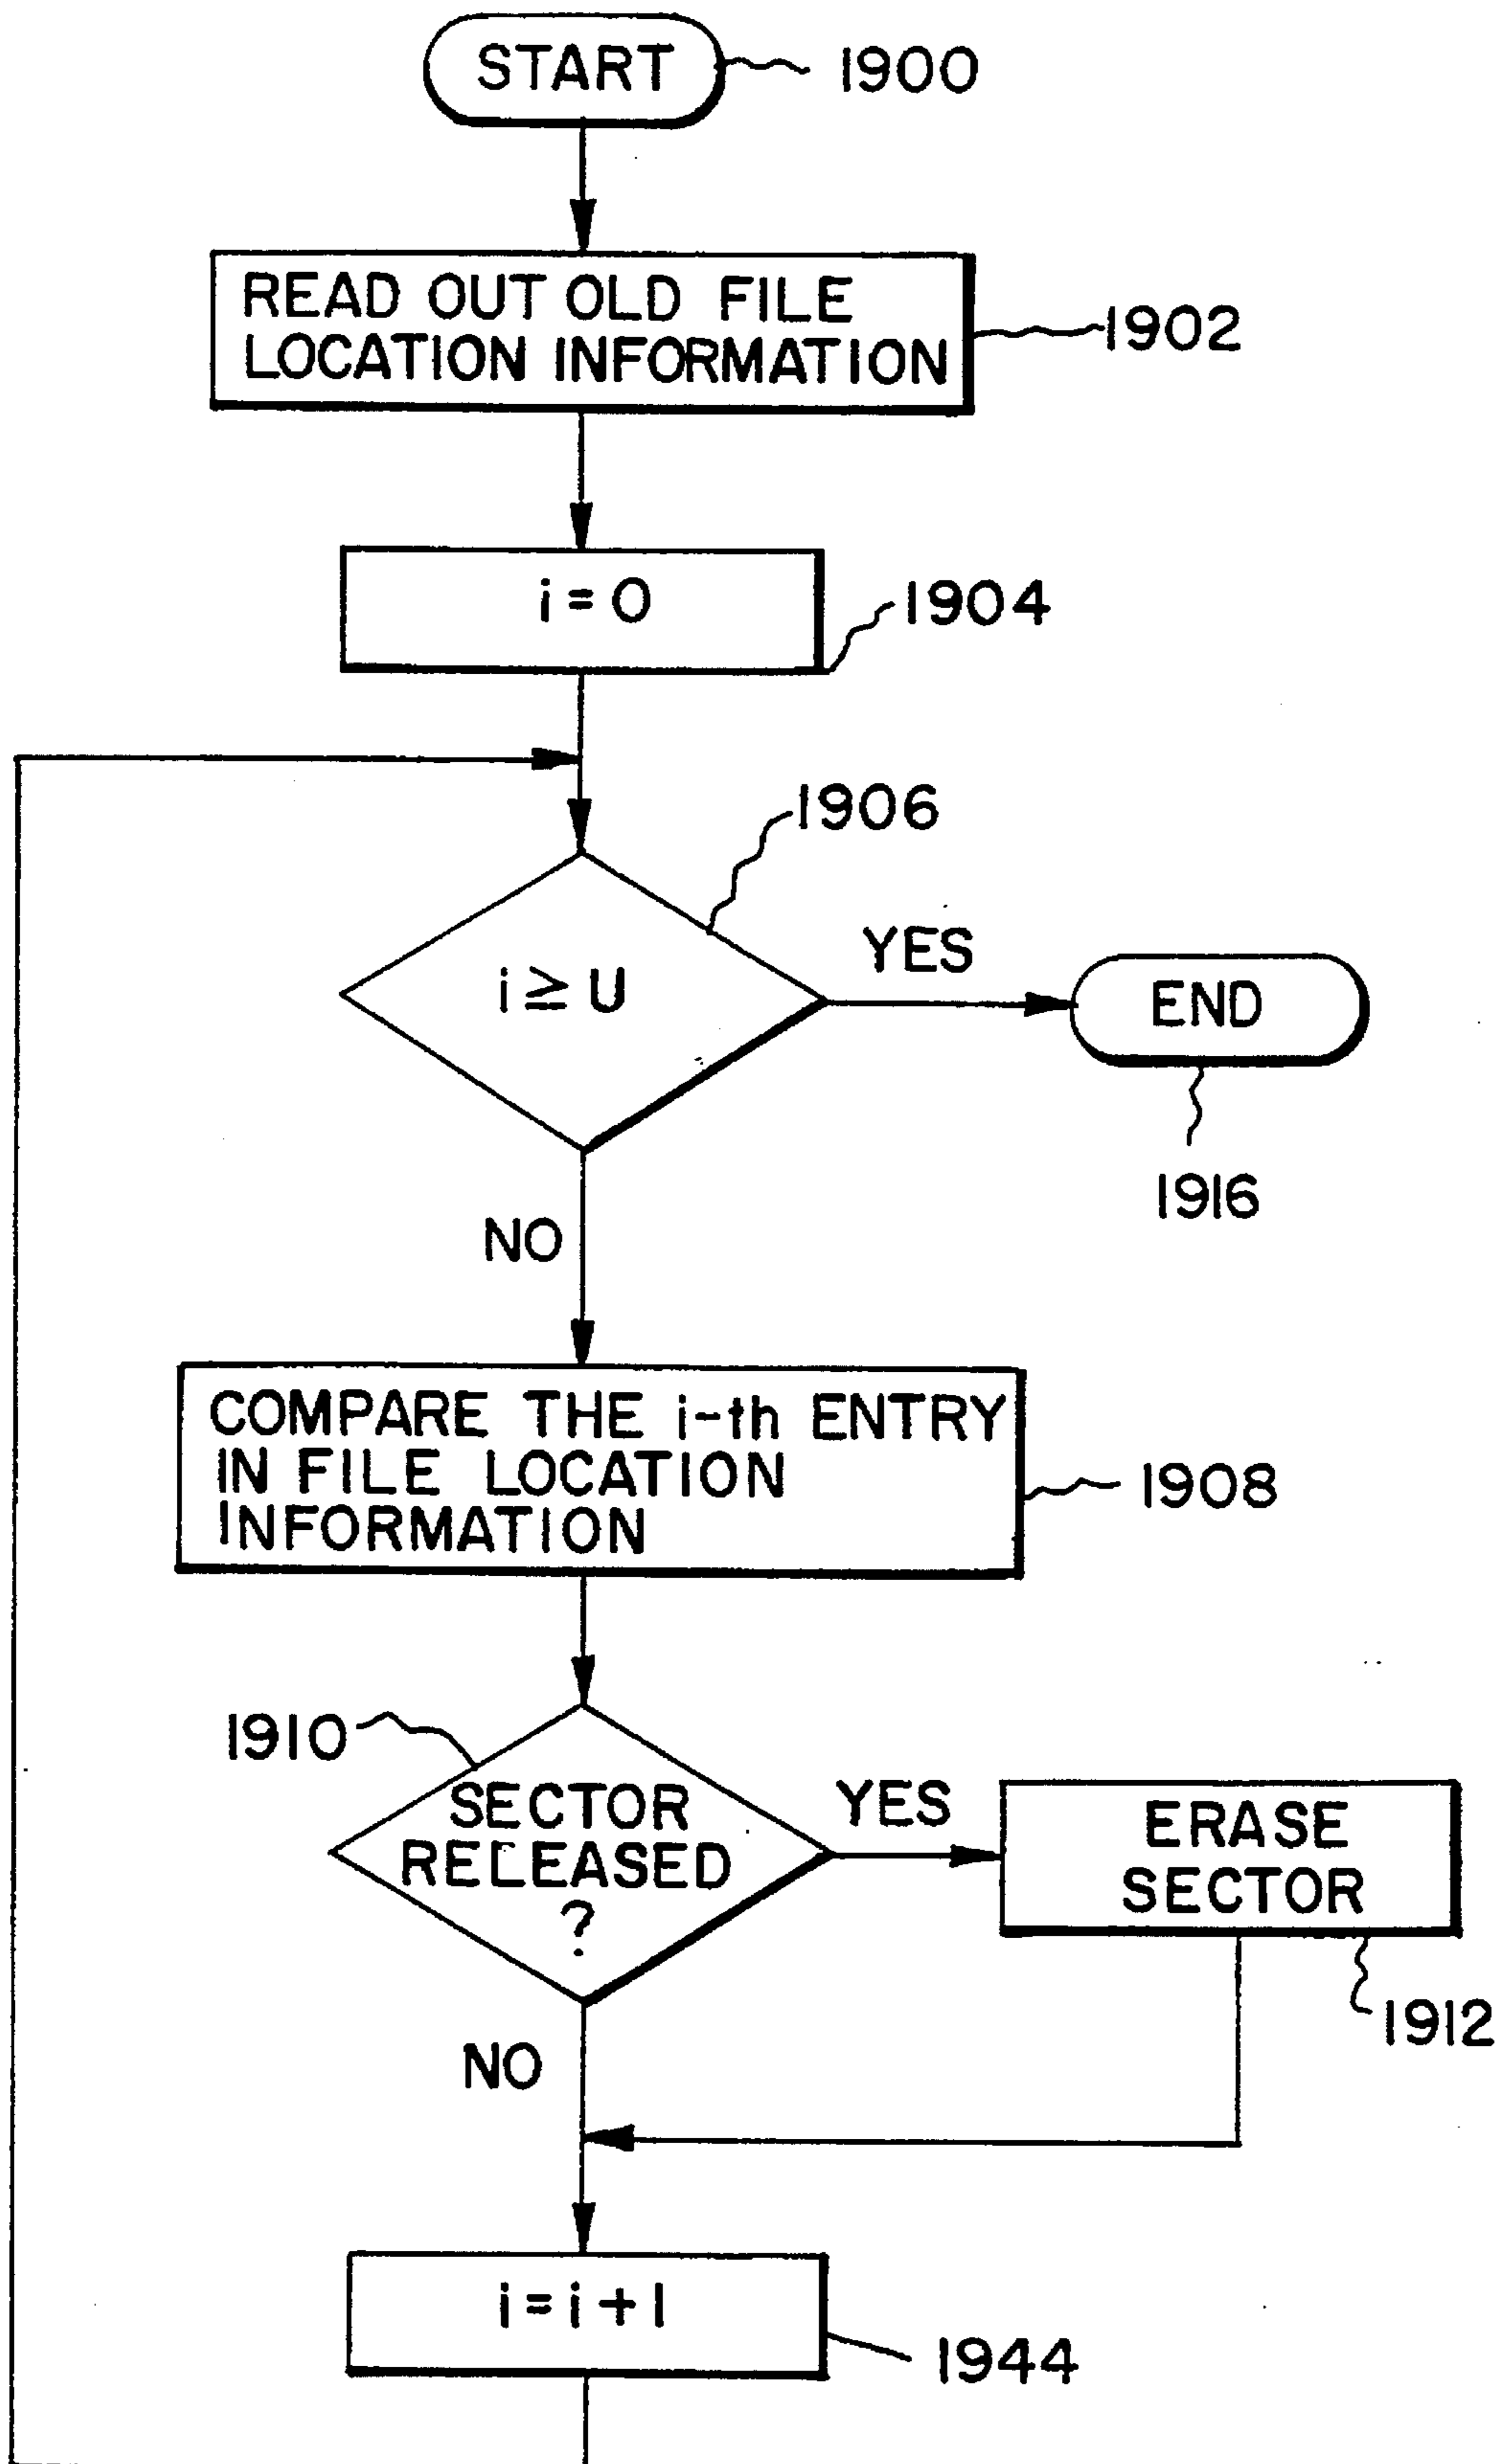 START
1900
READ OUT OLD FILE
LOCATION INFORMATION
1902
i = 0
1904
1906
i ≧ U
YES
END
1916
NO
COMPARE THE i-th ENTRY
IN FILE LOCATION
INFORMATION
1908
1910
SECTOR
RELEASED
?
YES
ERASE
SECTOR
1912
NO
i = i + 1
1944